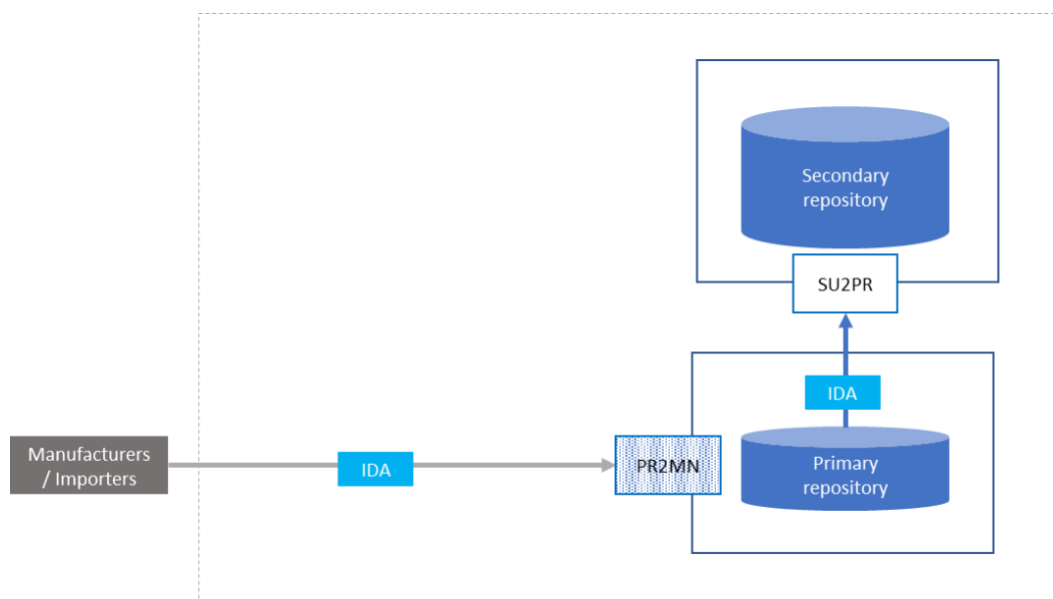 Secondary
repository
SU2PR
IDA
Manufacturers
/ Importers
IDA
PR2MN
Primary
repository